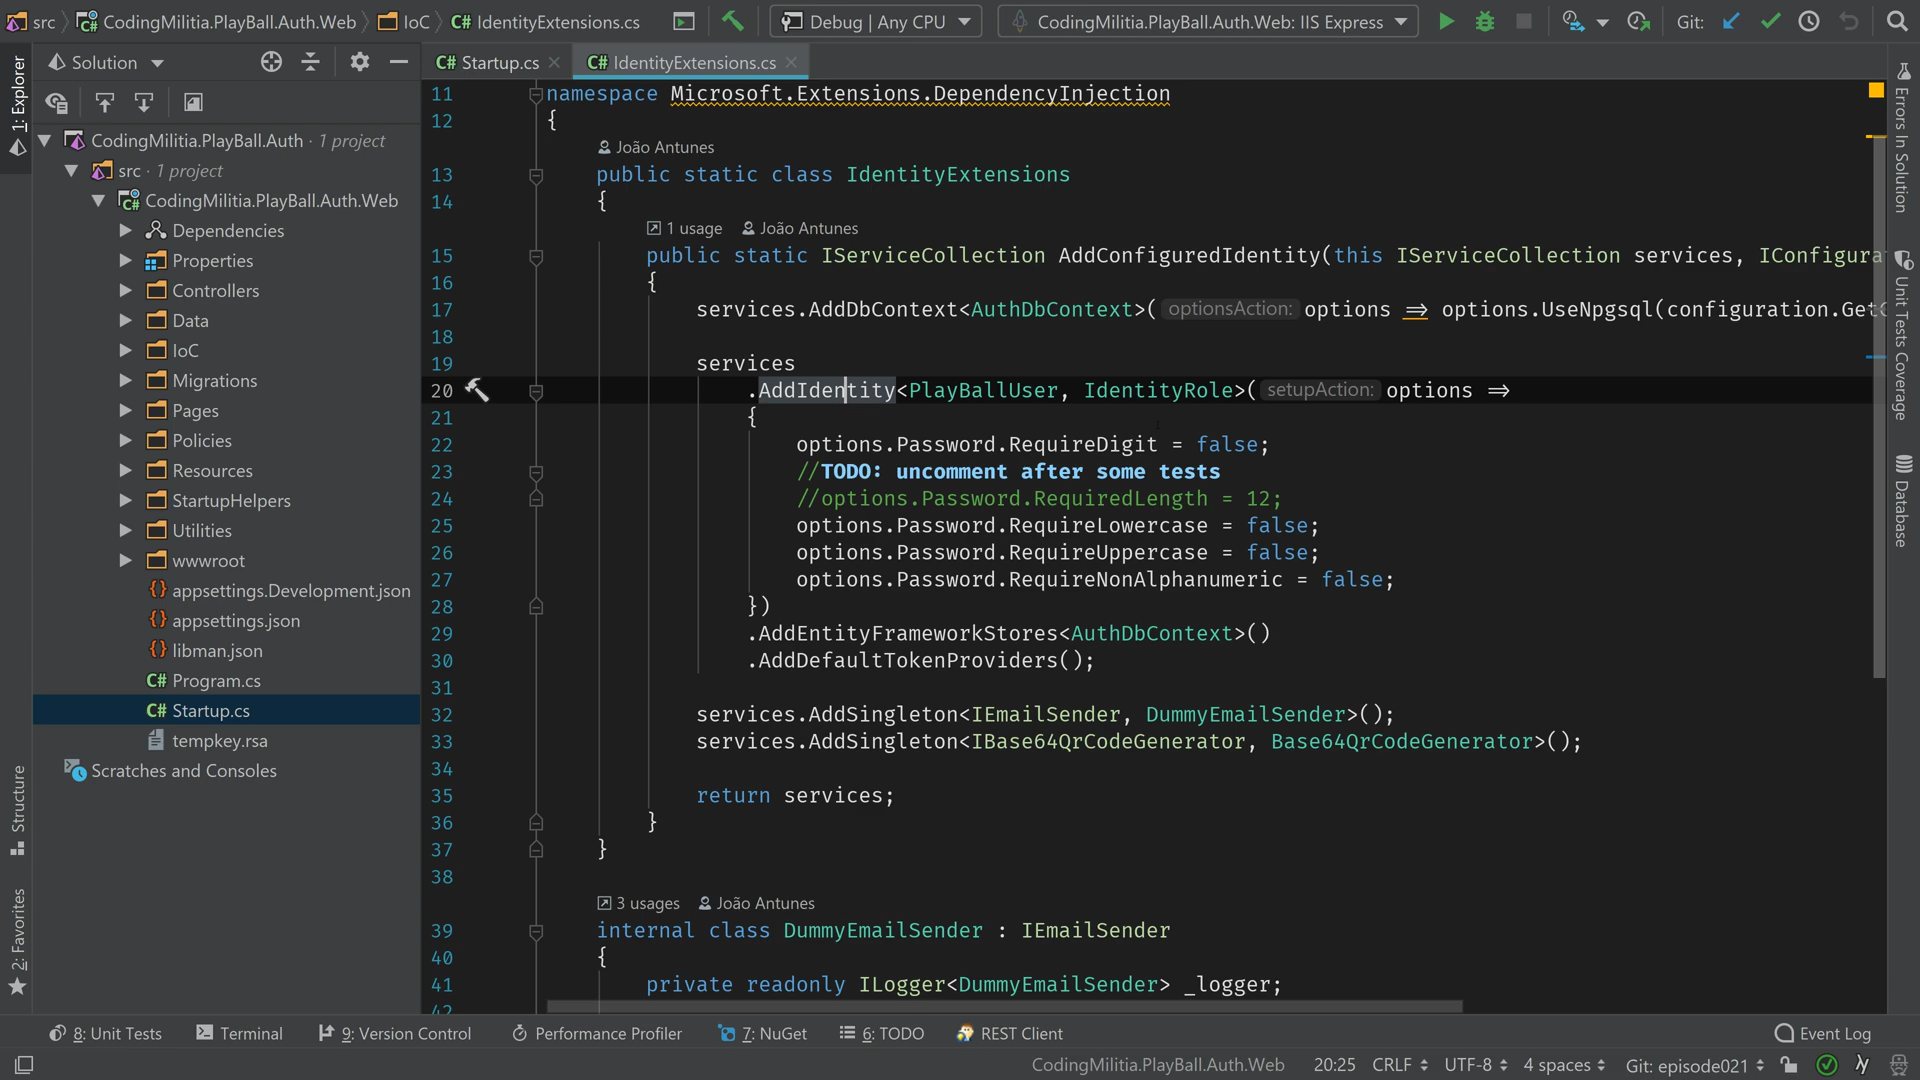 src CodingMilitia.PlayBall.Auth.Web IoC C# IdentityExtensions.cs Debug | Any CPU CodingMilitia.PlayBall.Auth.Web: IIS Express Git:
Solution
C# Startup.cs C# IdentityExtensions.cs
1: Explorer
CodingMilitia.PlayBall.Auth · 1 project
src · 1 project
CodingMilitia.PlayBall.Auth.Web
Dependencies
Properties
Controllers
Data
IoC
Migrations
Pages
Policies
Resources
StartupHelpers
Utilities
wwwroot
{} appsettings.Development.json
{} appsettings.json
{} libman.json
C# Program.cs
C# Startup.cs
tempkey.rsa
Scratches and Consoles
Structure
2: Favorites
11 namespace Microsoft.Extensions.DependencyInjection
12 {
João Antunes
13 public static class IdentityExtensions
14 {
1 usage João Antunes
15 public static IServiceCollection AddConfiguredIdentity(this IServiceCollection services, IConfigura
16 {
17 services.AddDbContext<AuthDbContext>( optionsAction: options => options.UseNpgsql(configuration.Get
18
19 services
20 .AddIdentity<PlayBallUser, IdentityRole>( setupAction: options =>
21 {
22 options.Password.RequireDigit = false;
23 //TODO: uncomment after some tests
24 //options.Password.RequiredLength = 12;
25 options.Password.RequireLowercase = false;
26 options.Password.RequireUppercase = false;
27 options.Password.RequireNonAlphanumeric = false;
28 })
29 .AddEntityFrameworkStores<AuthDbContext>()
30 .AddDefaultTokenProviders();
31
32 services.AddSingleton<IEmailSender, DummyEmailSender>();
33 services.AddSingleton<IBase64QrCodeGenerator, Base64QrCodeGenerator>();
34
35 return services;
36 }
37 }
38
3 usages João Antunes
39 internal class DummyEmailSender : IEmailSender
40 {
41 private readonly ILogger<DummyEmailSender> _logger;
42
Errors In Solution
Unit Tests Coverage
Database
8: Unit Tests Terminal 9: Version Control Performance Profiler 7: NuGet 6: TODO REST Client Event Log
CodingMilitia.PlayBall.Auth.Web 20:25 CRLF UTF-8 4 spaces Git: episode021